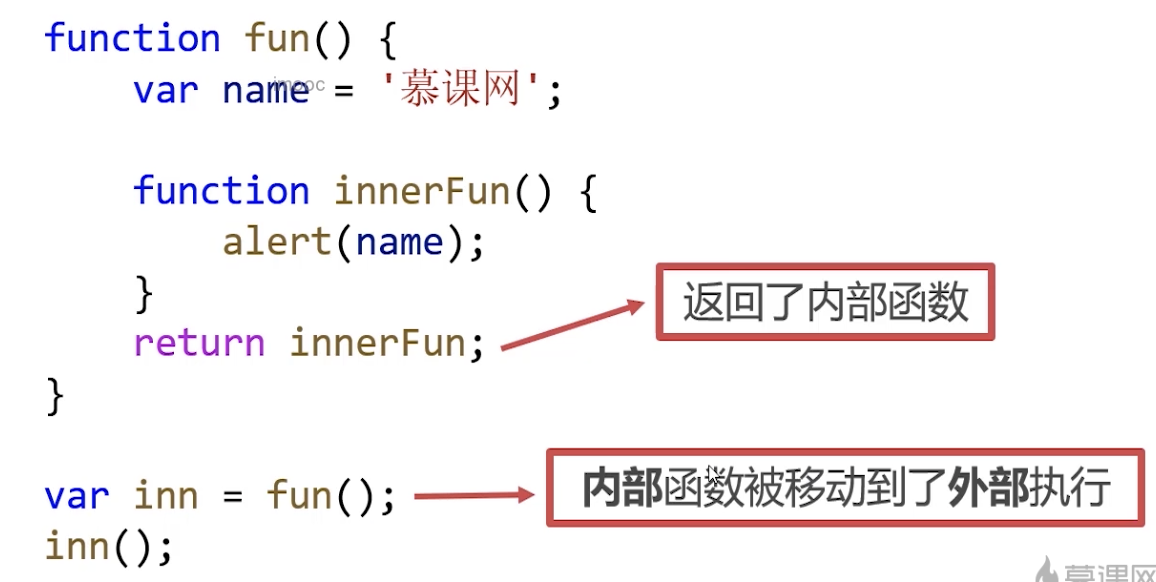 function fun() {
    var name = '慕课网';
imooc
    function innerFun() {
        alert(name);
    }
返回了内部函数
    return innerFun;
}
内部函数被移动到了外部执行
var inn = fun();
inn();
慕课网